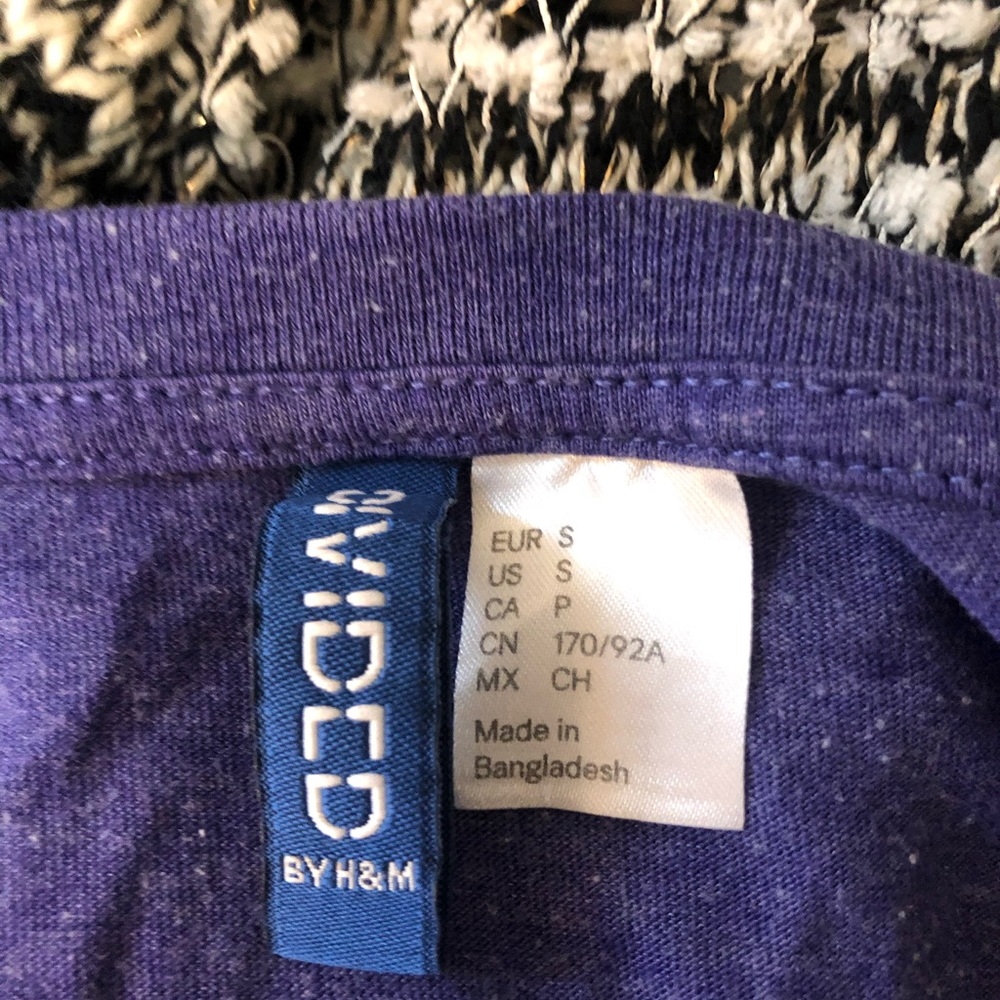 DIVIDED
BY H&M
EUR S
US S
CA P
CN 170/92A
MX CH
Made in
Bangladesh